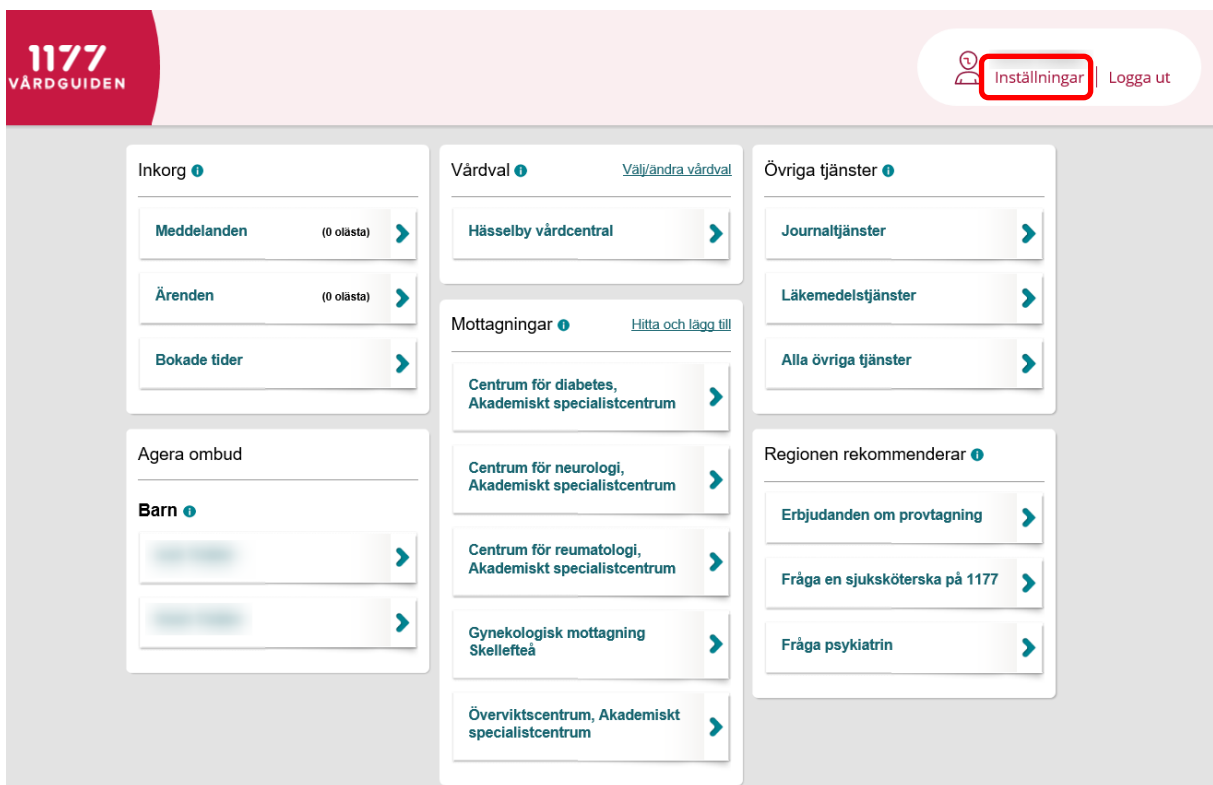 1177
VÅRDGUIDEN
Inställningar | Logga ut
Inkorg
Meddelanden (0 olästa)
Ärenden (0 olästa)
Bokade tider
Agera ombud
Barn
Vårdval Välj/ändra vårdval
Hässelby vårdcentral
Mottagningar Hitta och lägg till
Centrum för diabetes,
Akademiskt specialistcentrum
Centrum för neurologi,
Akademiskt specialistcentrum
Centrum för reumatologi,
Akademiskt specialistcentrum
Gynekologisk mottagning
Skellefteå
Överviktscentrum, Akademiskt
specialistcentrum
Övriga tjänster
Journaltjänster
Läkemedelstjänster
Alla övriga tjänster
Regionen rekommenderar
Erbjudanden om provtagning
Fråga en sjuksköterska på 1177
Fråga psykiatrin